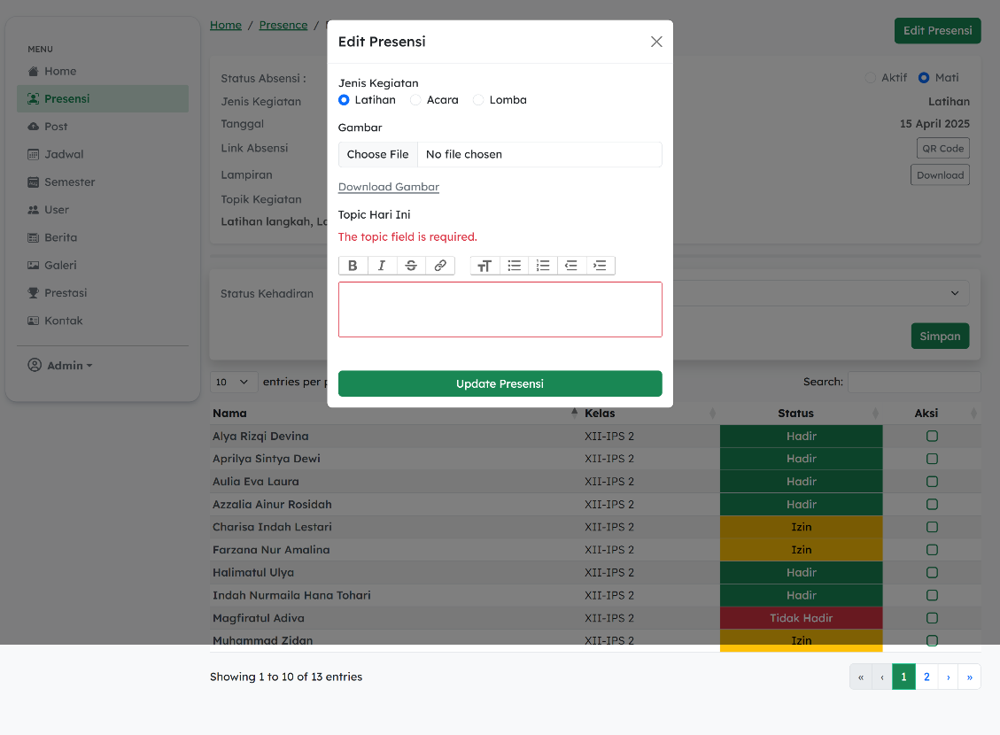 MENU
Home
Presensi
Post
Jadwal
Semester
User
Berita
Galeri
Prestasi
Kontak
Admin
Home / Presence /
Edit Presensi
Status Absensi :
Aktif Mati
Jenis Kegiatan
Latihan
Tanggal
15 April 2025
Link Absensi
QR Code
Lampiran
Download
Topik Kegiatan
Latihan langkah,
Edit Presensi
Jenis Kegiatan
Latihan Acara Lomba
Gambar
Choose File No file chosen
Download Gambar
Topic Hari Ini
The topic field is required.
Update Presensi
Status Kehadiran
Simpan
10 entries per
Search:
Nama Kelas Status Aksi
Alya Rizqi Devina XII-IPS 2 Hadir
Aprilya Sintya Dewi XII-IPS 2 Hadir
Aulia Eva Laura XII-IPS 2 Hadir
Azzalia Ainur Rosidah XII-IPS 2 Hadir
Charisa Indah Lestari XII-IPS 2 Izin
Farzana Nur Amalina XII-IPS 2 Izin
Halimatul Ulya XII-IPS 2 Hadir
Indah Nurmaila Hana Tohari XII-IPS 2 Hadir
Magfiratul Adiva XII-IPS 2 Tidak Hadir
Muhammad Zidan XII-IPS 2 Izin
Showing 1 to 10 of 13 entries
« ‹ 1 2 › »